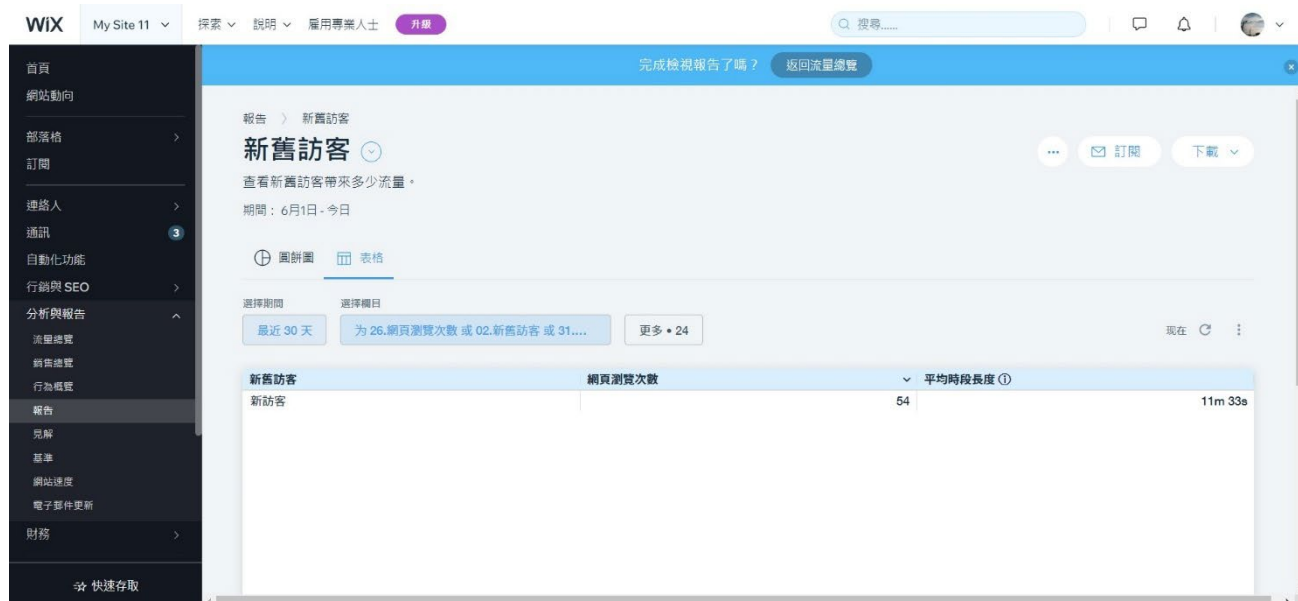 WiX My Site 11 探索 說明 雇用專業人士 升級 搜尋......
完成檢視報告了嗎？ 返回流量總覽
首頁
網站動向
部落格
訂閱
連絡人
通訊 3
自動化功能
行銷與 SEO
分析與報告
流量總覽
銷售總覽
行為概覽
報告
見解
基準
網站速度
電子郵件更新
財務
快速存取
報告 〉 新舊訪客
新舊訪客
... 訂閱 下載
查看新舊訪客帶來多少流量。
期間： 6月1日 - 今日
圓餅圖 表格
選擇期間 選擇欄目
最近 30 天 为 26.網頁瀏覽次數 或 02.新舊訪客 或 31.... 更多 • 24 现在
新舊訪客 網頁瀏覽次數 平均時段長度
新訪客 54 11m 33s